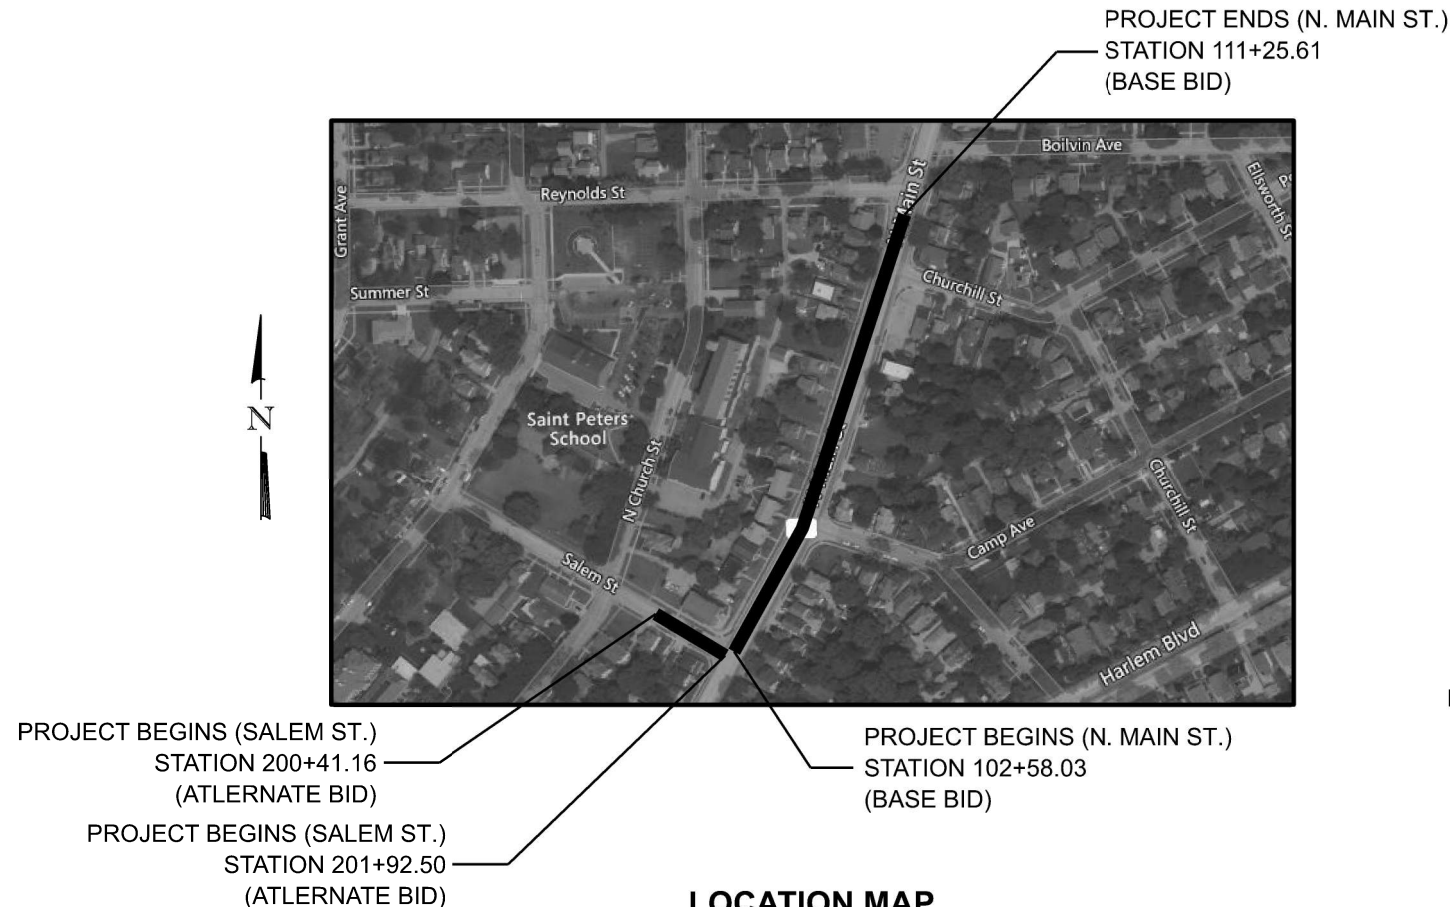 PROJECT ENDS (N. MAIN ST.)
STATION 111+25.61
(BASE BID)
Boilvin Ave
Ellsworth St
Main St
Reynolds St
Grant Ave
Summer St
Churchill St
N
Saint Peters
School
N Church St
Churchill St
Camp Ave
Salem St
Harlem Blvd
PROJECT BEGINS (SALEM ST.)
STATION 200+41.16
(ATLERNATE BID)
PROJECT BEGINS (N. MAIN ST.)
STATION 102+58.03
(BASE BID)
PROJECT BEGINS (SALEM ST.)
STATION 201+92.50
(ATLERNATE BID)
LOCATION MAP